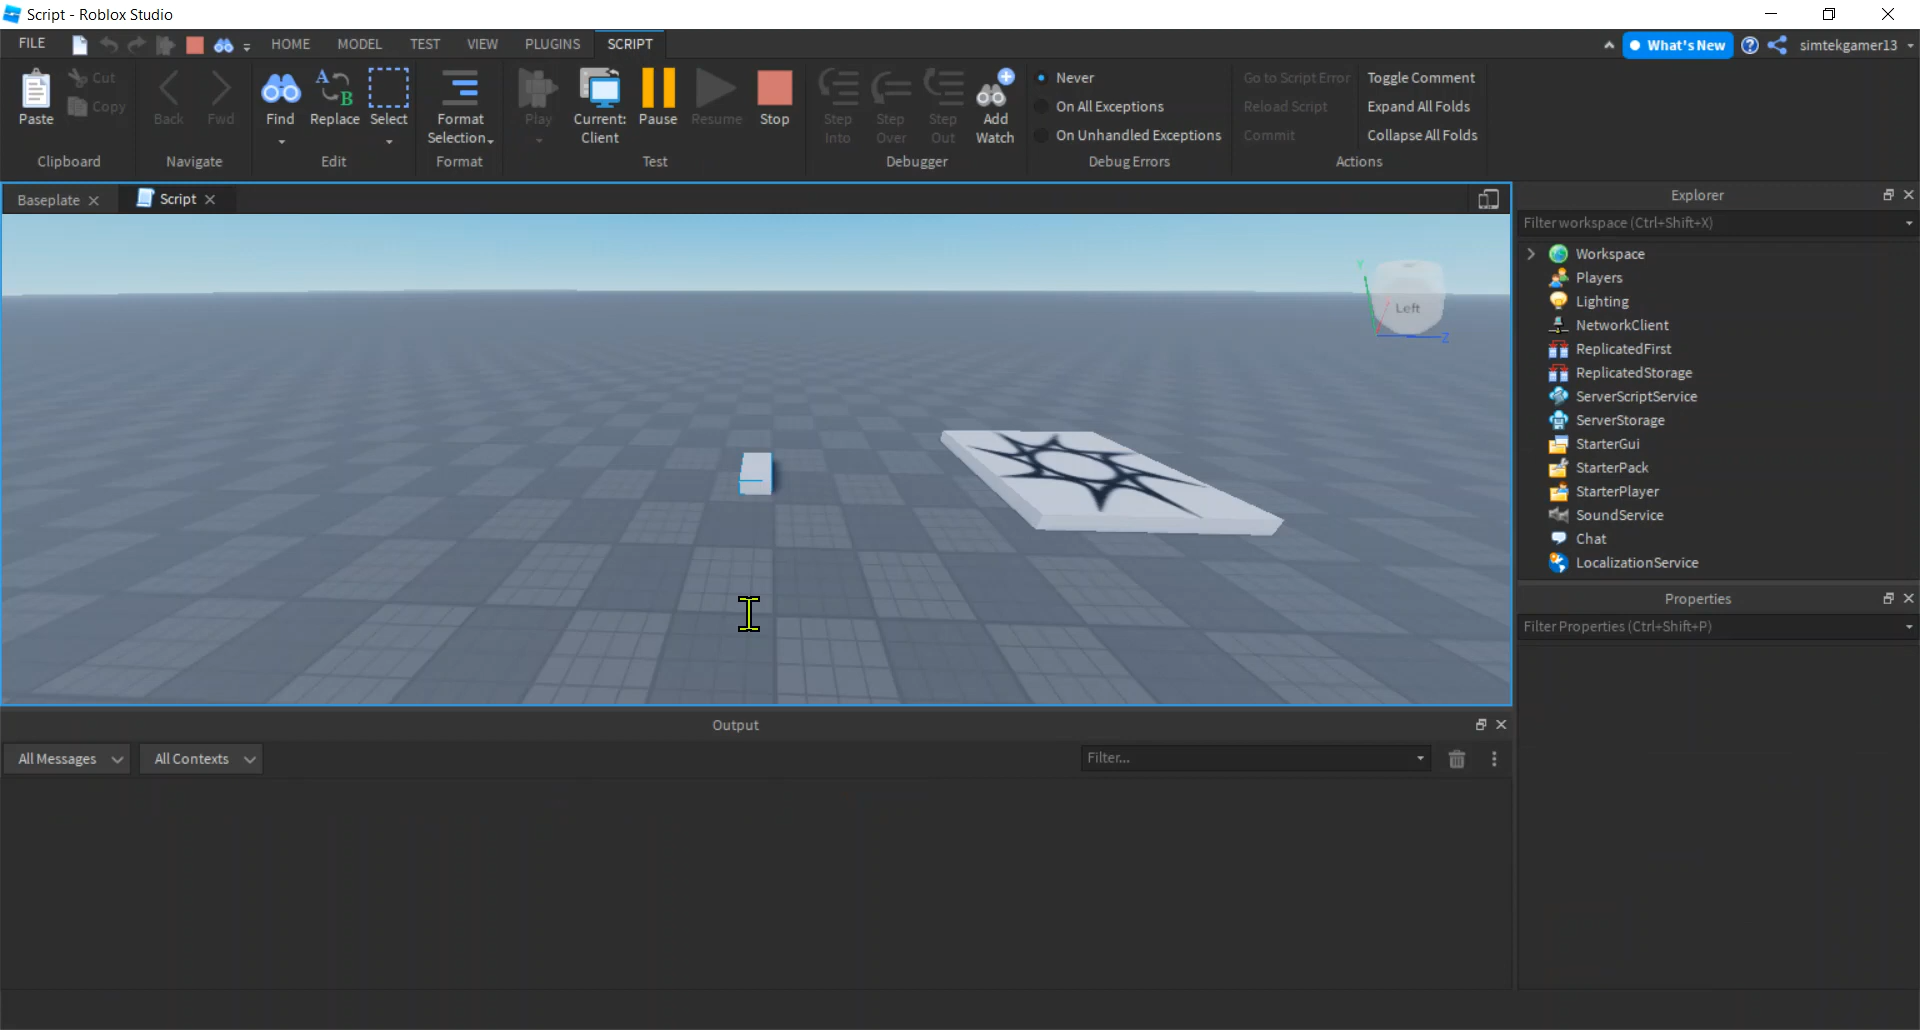 Script - Roblox Studio
FILE HOME MODEL TEST VIEW PLUGINS SCRIPT What's New simtekgamer13
Paste Cut Copy
Clipboard
Back Fwd
Navigate
Find Replace Select
Edit
Format Selection
Format
Play Current: Client Pause Resume Stop
Test
Step Into Step Over Step Out Add Watch
Debugger
Never
On All Exceptions
On Unhandled Exceptions
Debug Errors
Go to Script Error Toggle Comment
Reload Script Expand All Folds
Commit Collapse All Folds
Actions
Baseplate Script
Left
Y
Z
Explorer
Filter workspace (Ctrl+Shift+X)
Workspace
Players
Lighting
NetworkClient
ReplicatedFirst
ReplicatedStorage
ServerScriptService
ServerStorage
StarterGui
StarterPack
StarterPlayer
SoundService
Chat
LocalizationService
Properties
Filter Properties (Ctrl+Shift+P)
Output
All Messages All Contexts Filter...